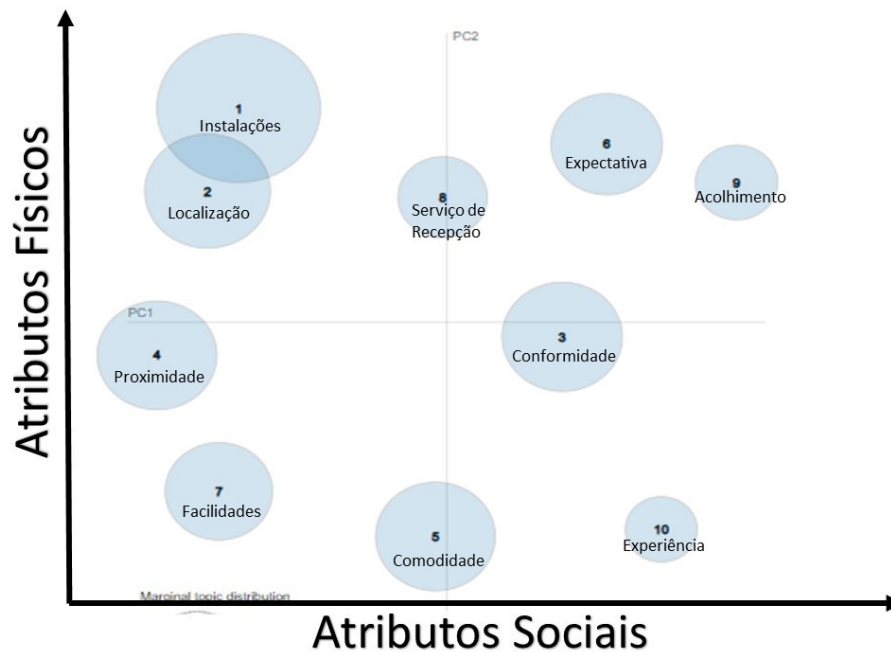 PC2
1
Instalações
6
Expectativa
2
Localização
8
Serviço de
Recepção
9
Acolhimento
Atributos Físicos
PC1
3
Conformidade
4
Proximidade
7
Facilidades
5
Comodidade
10
Experiência
Marginal topic distribution
Atributos Sociais